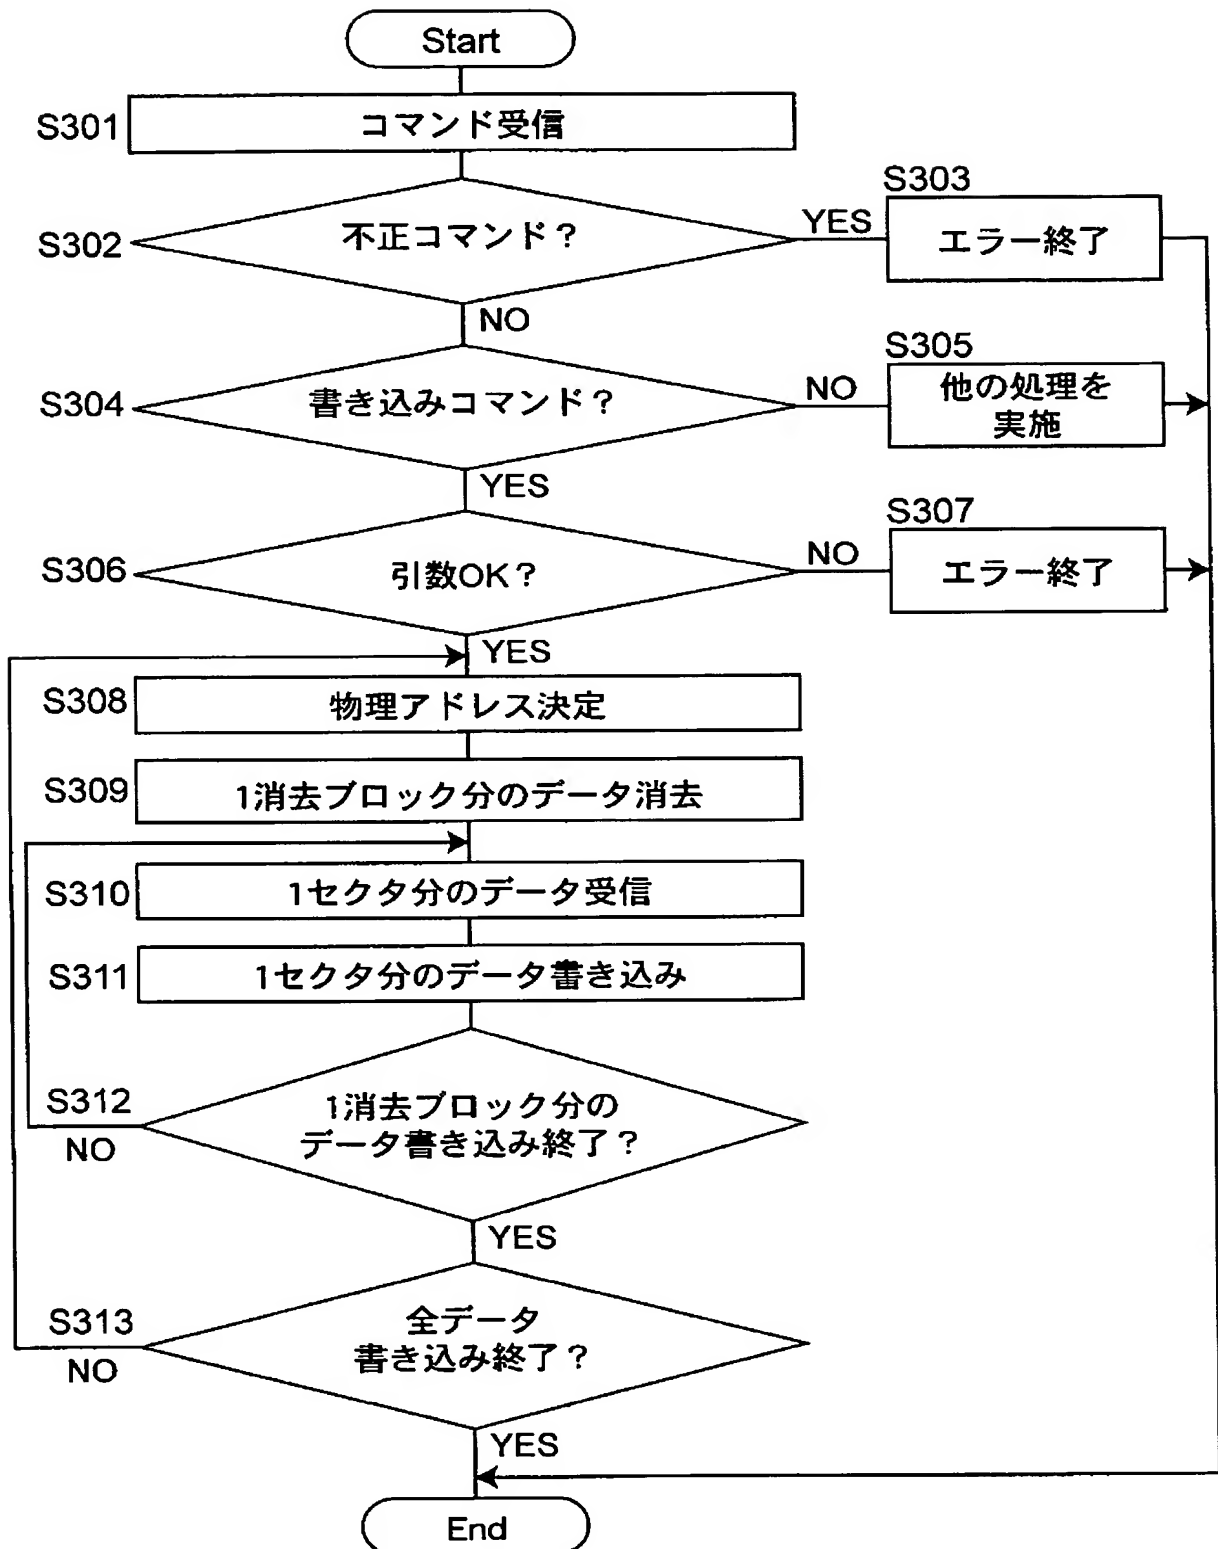 Start
S301
コマンド受信
S302
不正コマンド？
YES
S303
エラー終了
NO
S304
書き込みコマンド？
NO
S305
他の処理を
実施
YES
S306
引数OK？
NO
S307
エラー終了
YES
S308
物理アドレス決定
S309
1消去ブロック分のデータ消去
S310
1セクタ分のデータ受信
S311
1セクタ分のデータ書き込み
S312
NO
1消去ブロック分の
データ書き込み終了？
YES
S313
NO
全データ
書き込み終了？
YES
End